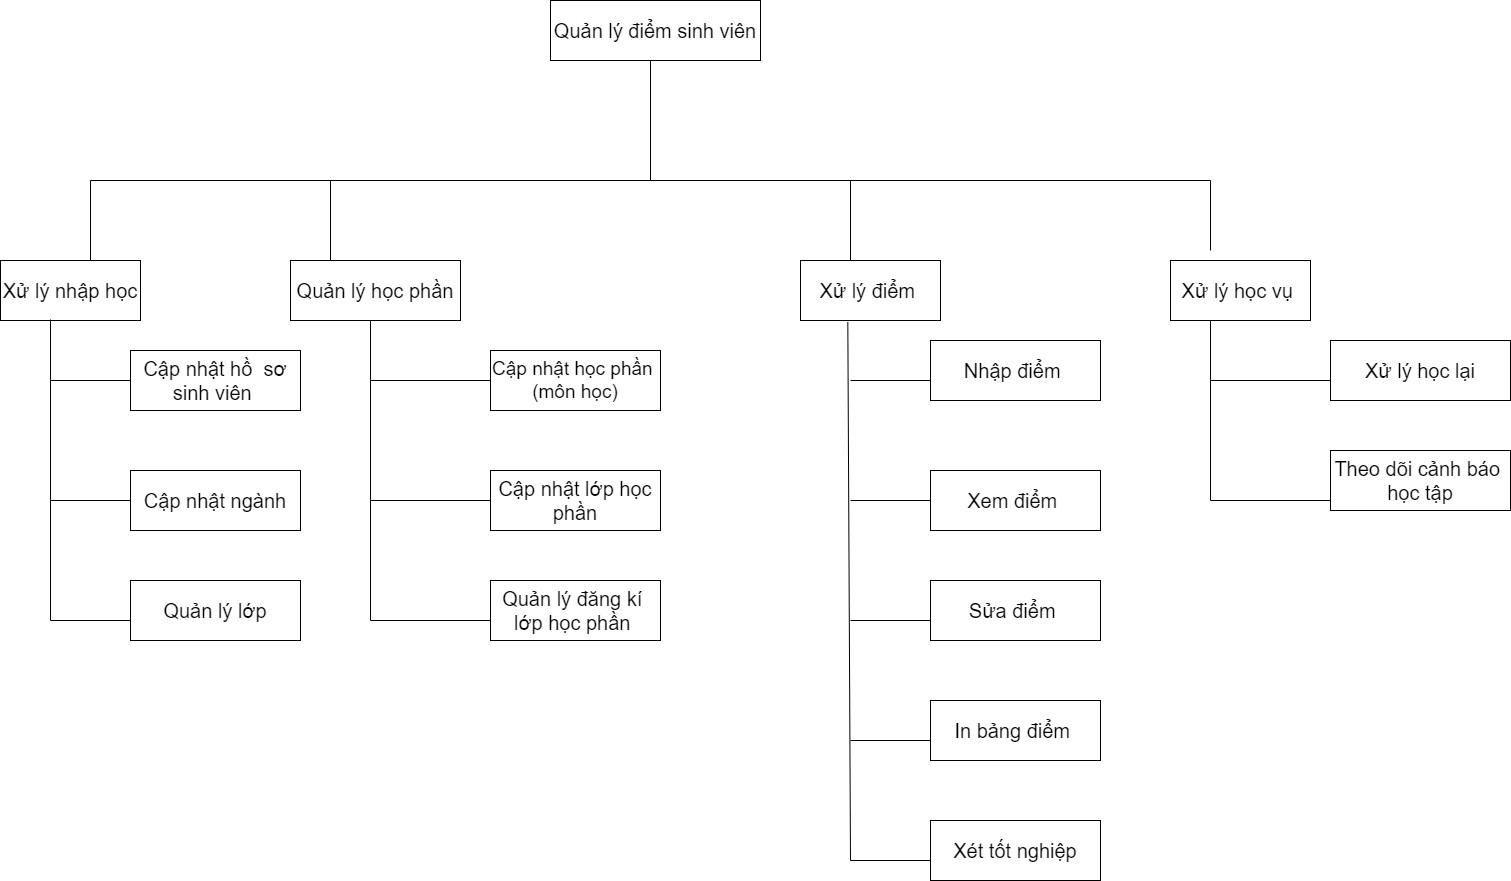 Quản lý điểm sinh viên
Xử lý nhập học
Quản lý học phần
Xử lý điểm
Xử lý học vụ
Cập nhật hồ sơ
sinh viên
Cập nhật ngành
Quản lý lớp
Cập nhật học phần
(môn học)
Cập nhật lớp học
phần
Quản lý đăng kí
lớp học phần
Nhập điểm
Xem điểm
Sửa điểm
In bảng điểm
Xét tốt nghiệp
Xử lý học lại
Theo dõi cảnh báo
học tập